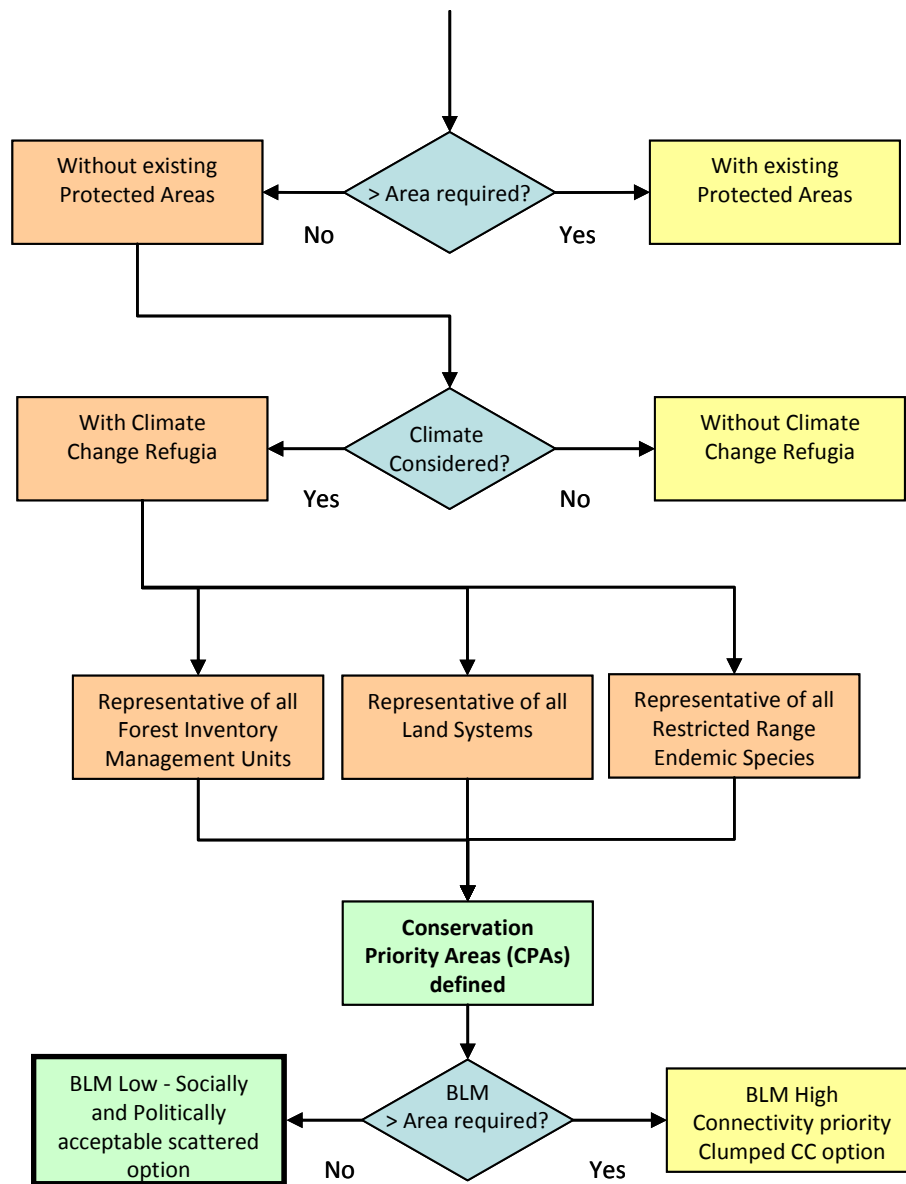 Without existing
Protected Areas
> Area required?
With existing
Protected Areas
No
Yes
With Climate
Change Refugia
Climate
Considered?
Without Climate
Change Refugia
Yes
No
Representative of all
Forest Inventory
Management Units
Representative of all
Land Systems
Representative of all
Restricted Range
Endemic Species
Conservation
Priority Areas (CPAs)
defined
BLM Low - Socially
and Politically
acceptable scattered
option
BLM
> Area required?
BLM High
Connectivity priority
Clumped CC option
No
Yes